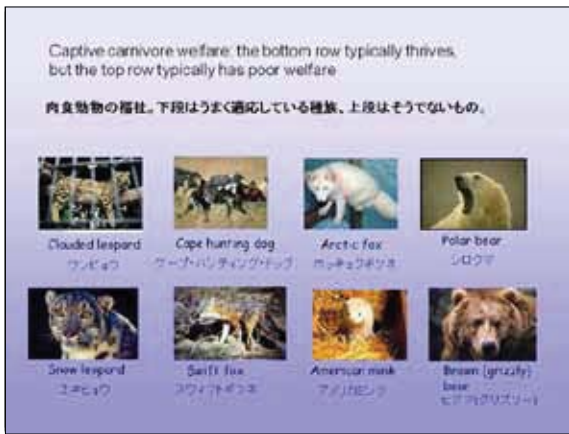 Captive carnivore welfare: the bottom row typically thrives,
but the top row typically has poor welfare
肉食動物の福祉。下段はうまく適応している種族、上段はそうでないもの。
Clouded leopard
Cape hunting dog
Arctic fox
Polar bear
ウンピョウ
ケープ・ハンティング・ドッグ
ホッキョクギツネ
シロクマ
Snow leopard
Swift fox
American mink
Brown (grizzly)
bear
ユキヒョウ
スウィフトギツネ
アメリカミンク